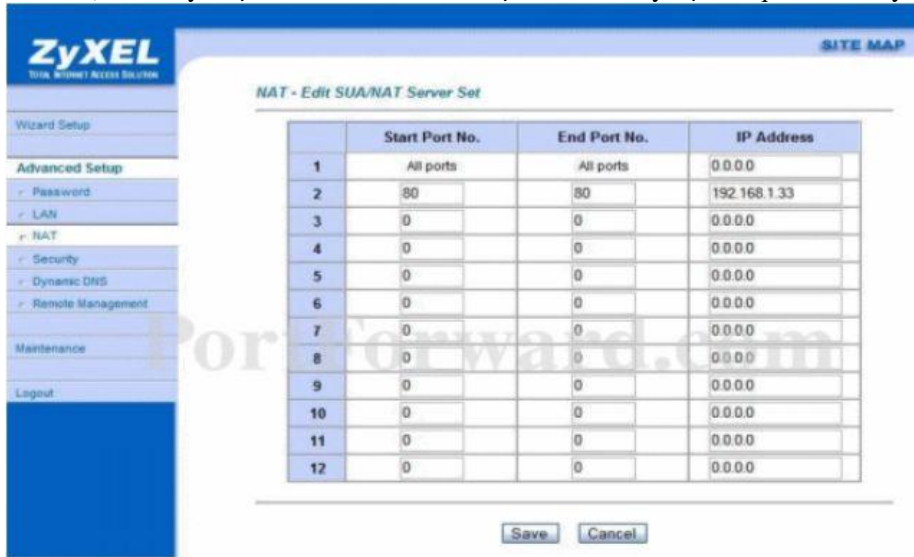 ZyXEL
TOTAL INTERNET ACCESS SOLUTION
SITE MAP
Wizard Setup
Advanced Setup
Password
LAN
NAT
Security
Dynamic DNS
Remote Management
Maintenance
Logout
NAT - Edit SUA/NAT Server Set
Start Port No. End Port No. IP Address
1 All ports All ports 0.0.0.0
2 80 80 192.168.1.33
3 0 0 0.0.0.0
4 0 0 0.0.0.0
5 0 0 0.0.0.0
6 0 0 0.0.0.0
7 0 0 0.0.0.0
8 0 0 0.0.0.0
9 0 0 0.0.0.0
10 0 0 0.0.0.0
11 0 0 0.0.0.0
12 0 0 0.0.0.0
PortForward.com
Save Cancel